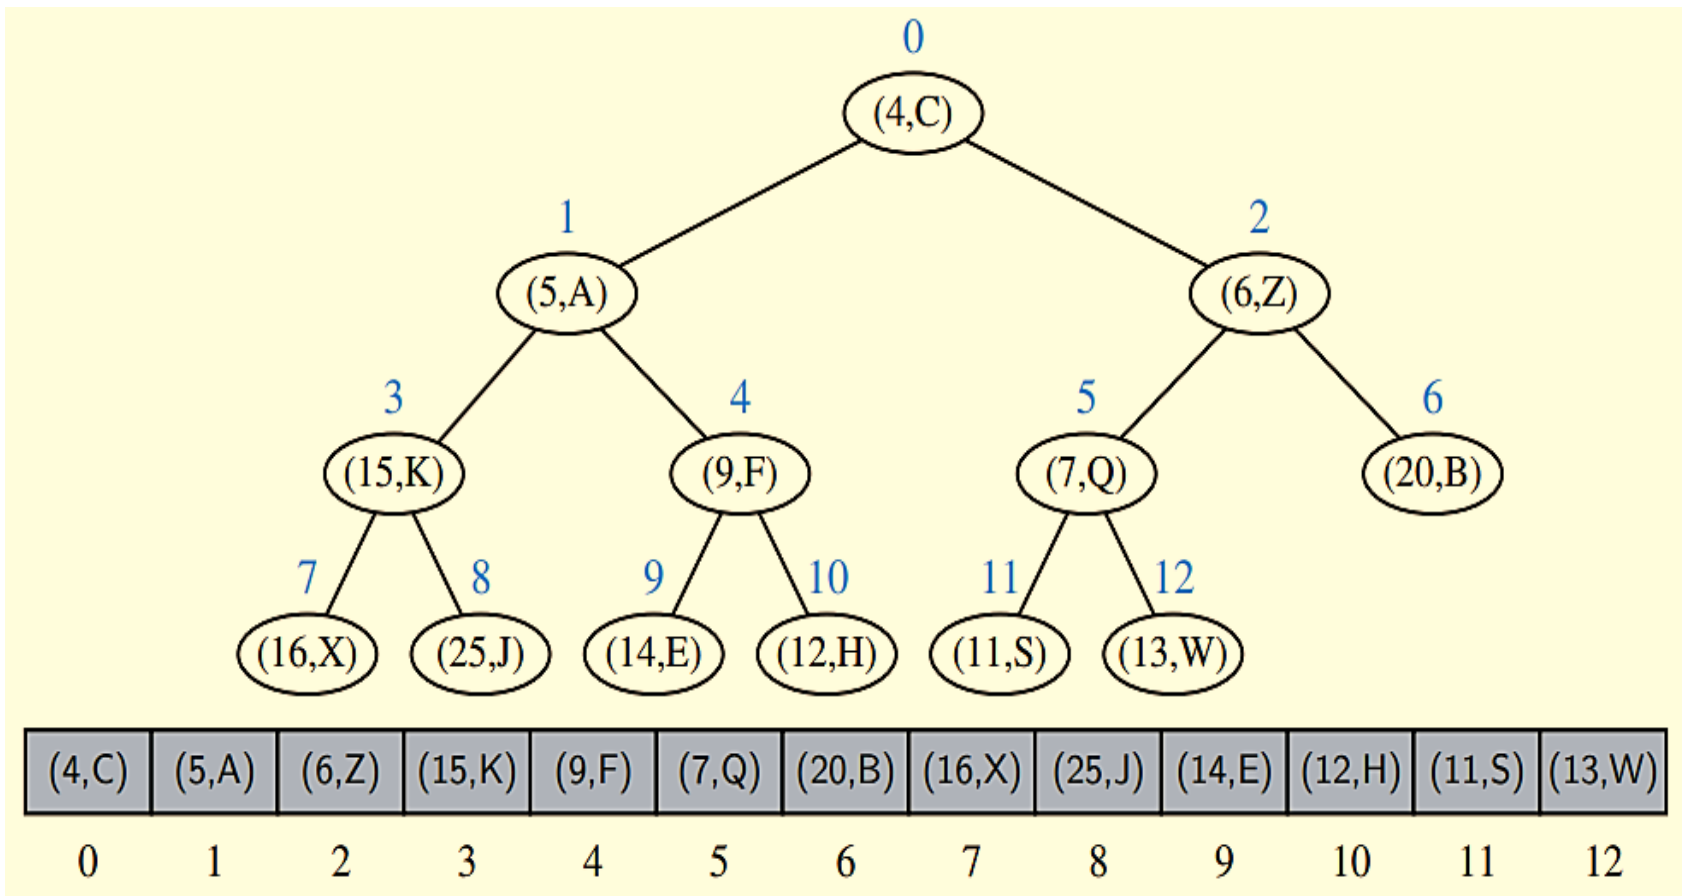 0
(4,C)
1 2
(5,A) (6,Z)
3 4 5 6
(15,K) (9,F) (7,Q) (20,B)
7 8 9 10 11 12
(16,X) (25,J) (14,E) (12,H) (11,S) (13,W)
(4,C) (5,A) (6,Z) (15,K) (9,F) (7,Q) (20,B) (16,X) (25,J) (14,E) (12,H) (11,S) (13,W)
0 1 2 3 4 5 6 7 8 9 10 11 12